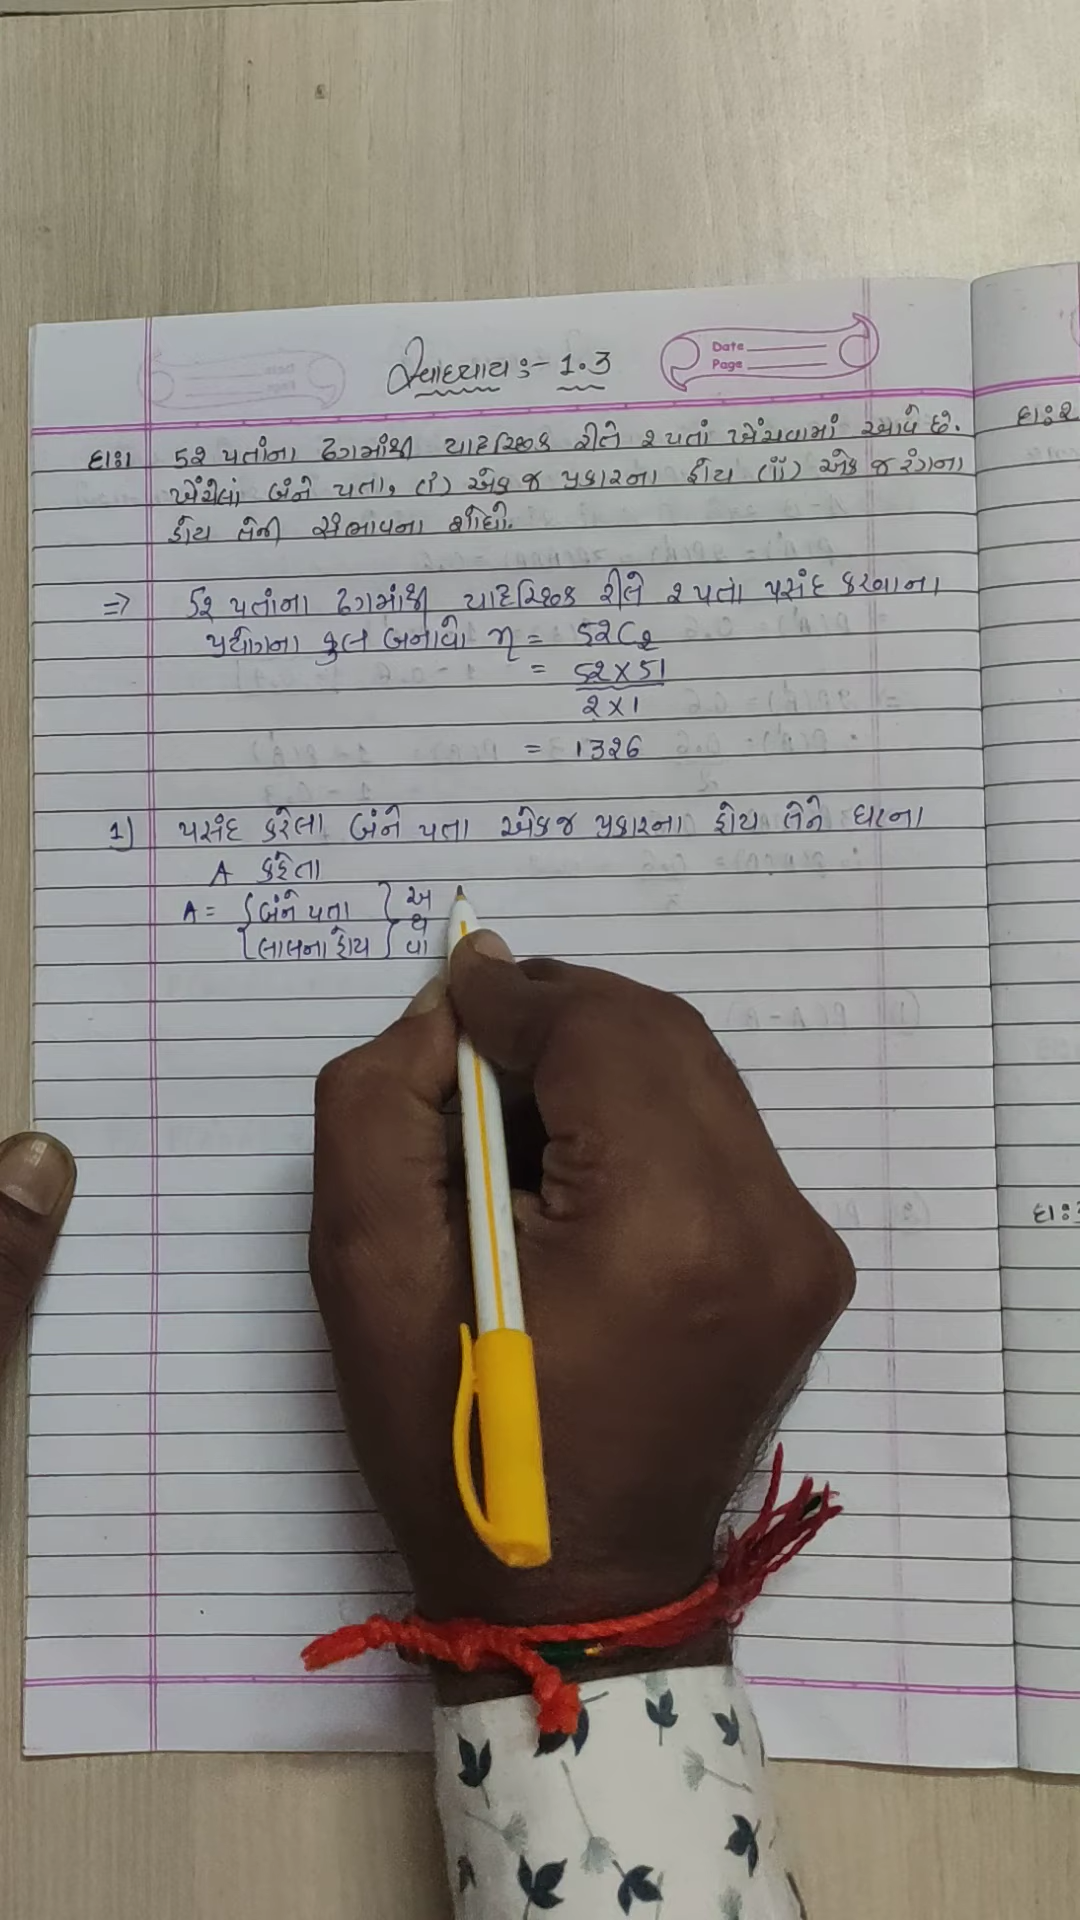 સ્વાધ્યાય :- 1.3
Date
Page
દા:1 52 પતાંના ઢગમાંથી યાદચ્છિક રીતે 2 પતાં ખેંચવામાં આવે છે.
ખેંચેલાં બંને પતા, (i) એક જ પ્રકારના હોય (ii) એક જ રંગના
હોય તેની સંભાવના શોધો.
⇒ 52 પતાંના ઢગમાંથી યાદચ્છિક રીતે 2 પતા પસંદ કરવાના
પ્રયોગના કુલ બનાવો n = 52C2
= 52 × 51
2 × 1
= 1326
1) પસંદ કરેલા બંને પતા એકજ પ્રકારના હોય તેને ઘટના
A કહેતા
A = { બંને પતા } અ
થ
{ લાલના હોય } વા
દા:2
દા:3